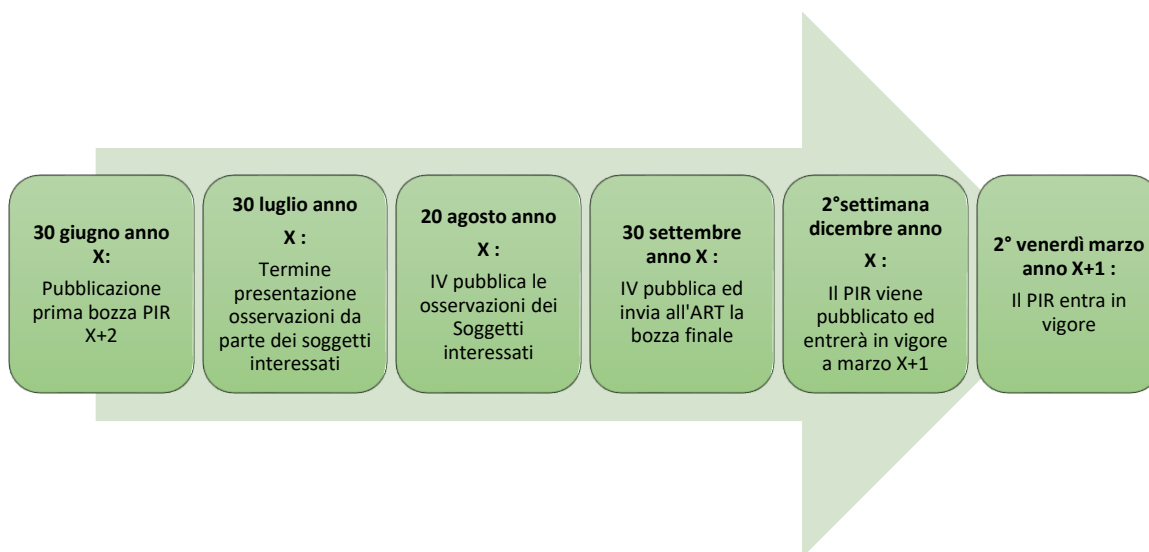 30 giugno anno
X:
Pubblicazione
prima bozza PIR
X+2
30 luglio anno
X :
Termine
presentazione
osservazioni da
parte dei soggetti
interessati
20 agosto anno
X :
IV pubblica le
osservazioni dei
Soggetti
interessati
30 settembre
anno X :
IV pubblica ed
invia all'ART la
bozza finale
2°settimana
dicembre anno
X :
Il PIR viene
pubblicato ed
entrerà in vigore
a marzo X+1
2° venerdì marzo
anno X+1 :
Il PIR entra in
vigore